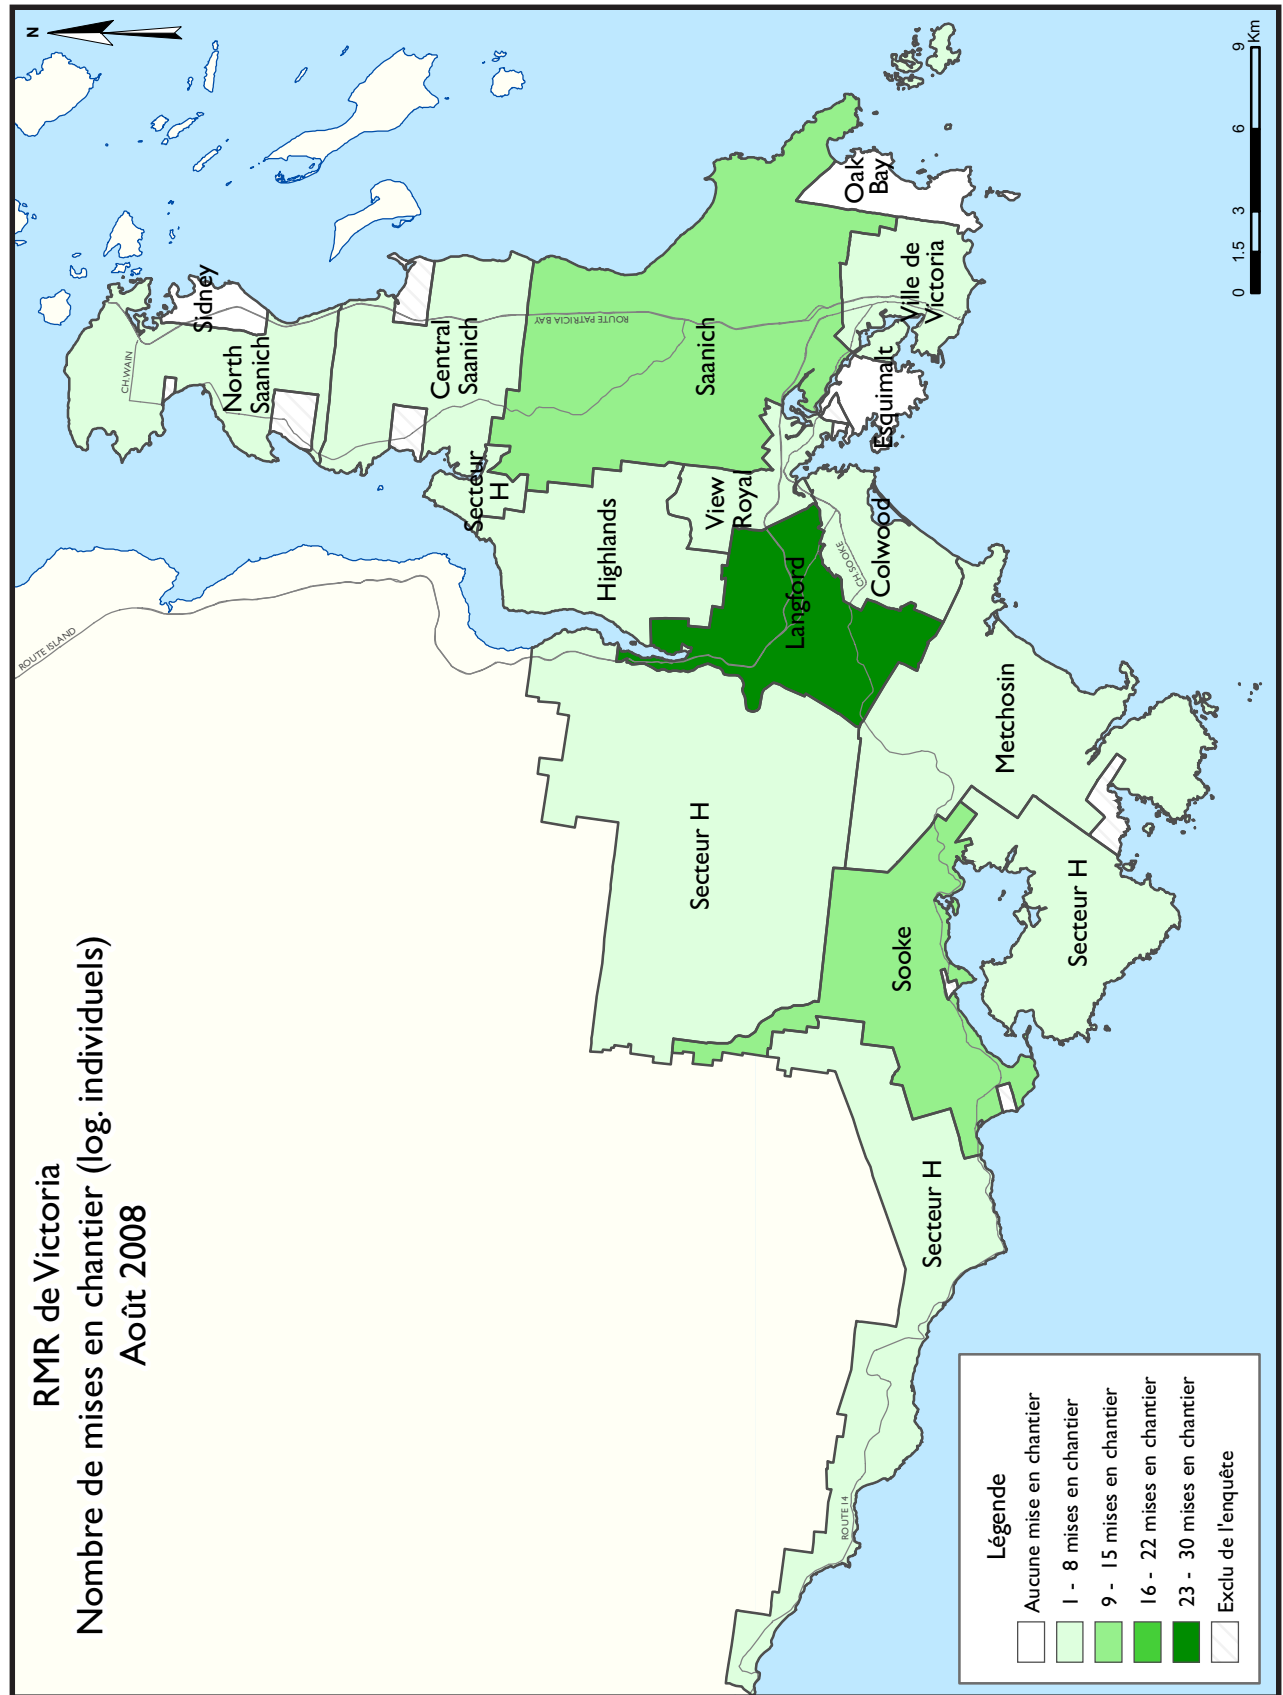 RMR de Victoria
Nombre de mises en chantier (log. individuels)
Août 2008
N
ROUTE ISLAND
CH. WAIN
Sidney
North
Saanich
Central
Saanich
ROUTE PATRICIA BAY
Saanich
Secteur
H
Highlands
View
Royal
Oak
Bay
Ville de
Victoria
Esquimalt
Langford
Colwood
CH. SOOKE
Metchosin
Secteur H
Sooke
Secteur H
Secteur H
ROUTE 14
Légende
Aucune mise en chantier
1 - 8 mises en chantier
9 - 15 mises en chantier
16 - 22 mises en chantier
23 - 30 mises en chantier
Exclu de l'enquête
0 1.5 3 6 9
Km